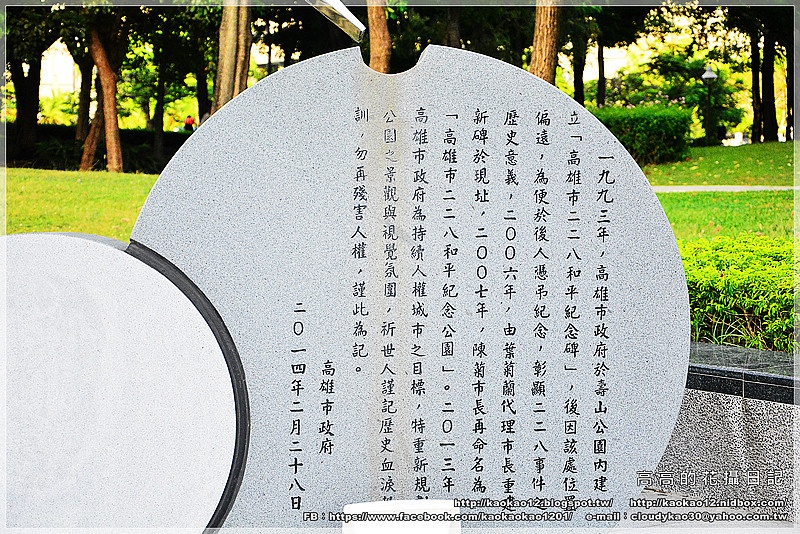 一九九三年，高雄市政府於壽山公園內建
立「高雄市二二八和平紀念碑」，後因該處位置
偏遠，為便於後人憑弔紀念，彰顯二二八事件之
歷史意義，二００六年，由葉菊蘭代理市長重建
新碑於現址，二００七年，陳菊市長再命名為
「高雄市二二八和平紀念公園」。二０一三年
高雄市政府為持續人權城市之目標，特重新規劃
公園之景觀與視覺氛圍，祈世人謹記歷史血淚
訓，勿再殘害人權，謹此為記。
高雄市政府
二０一四年二月二十八日
高高的花攝日記
http://kaokao12.blogspot.tw/ http://kaokao12.nidbox.com/
FB：https://www.facebook.com/kaokaokao1201/ e-mail：cloudykao30@yahoo.com.tw